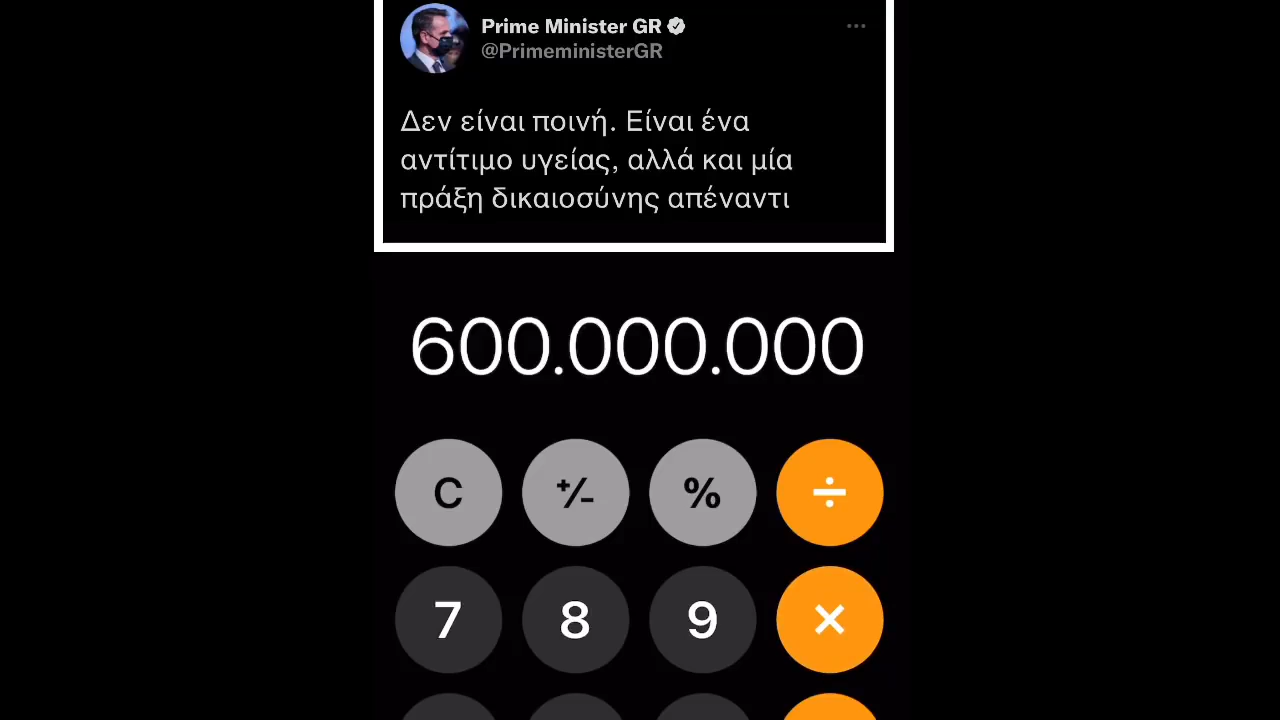 Prime Minister GR
@PrimeministerGR
Δεν είναι ποινή. Είναι ένα
αντίτιμο υγείας, αλλά και μία
πράξη δικαιοσύνης απέναντι
600.000.000
C +/- % ÷
7 8 9 ×